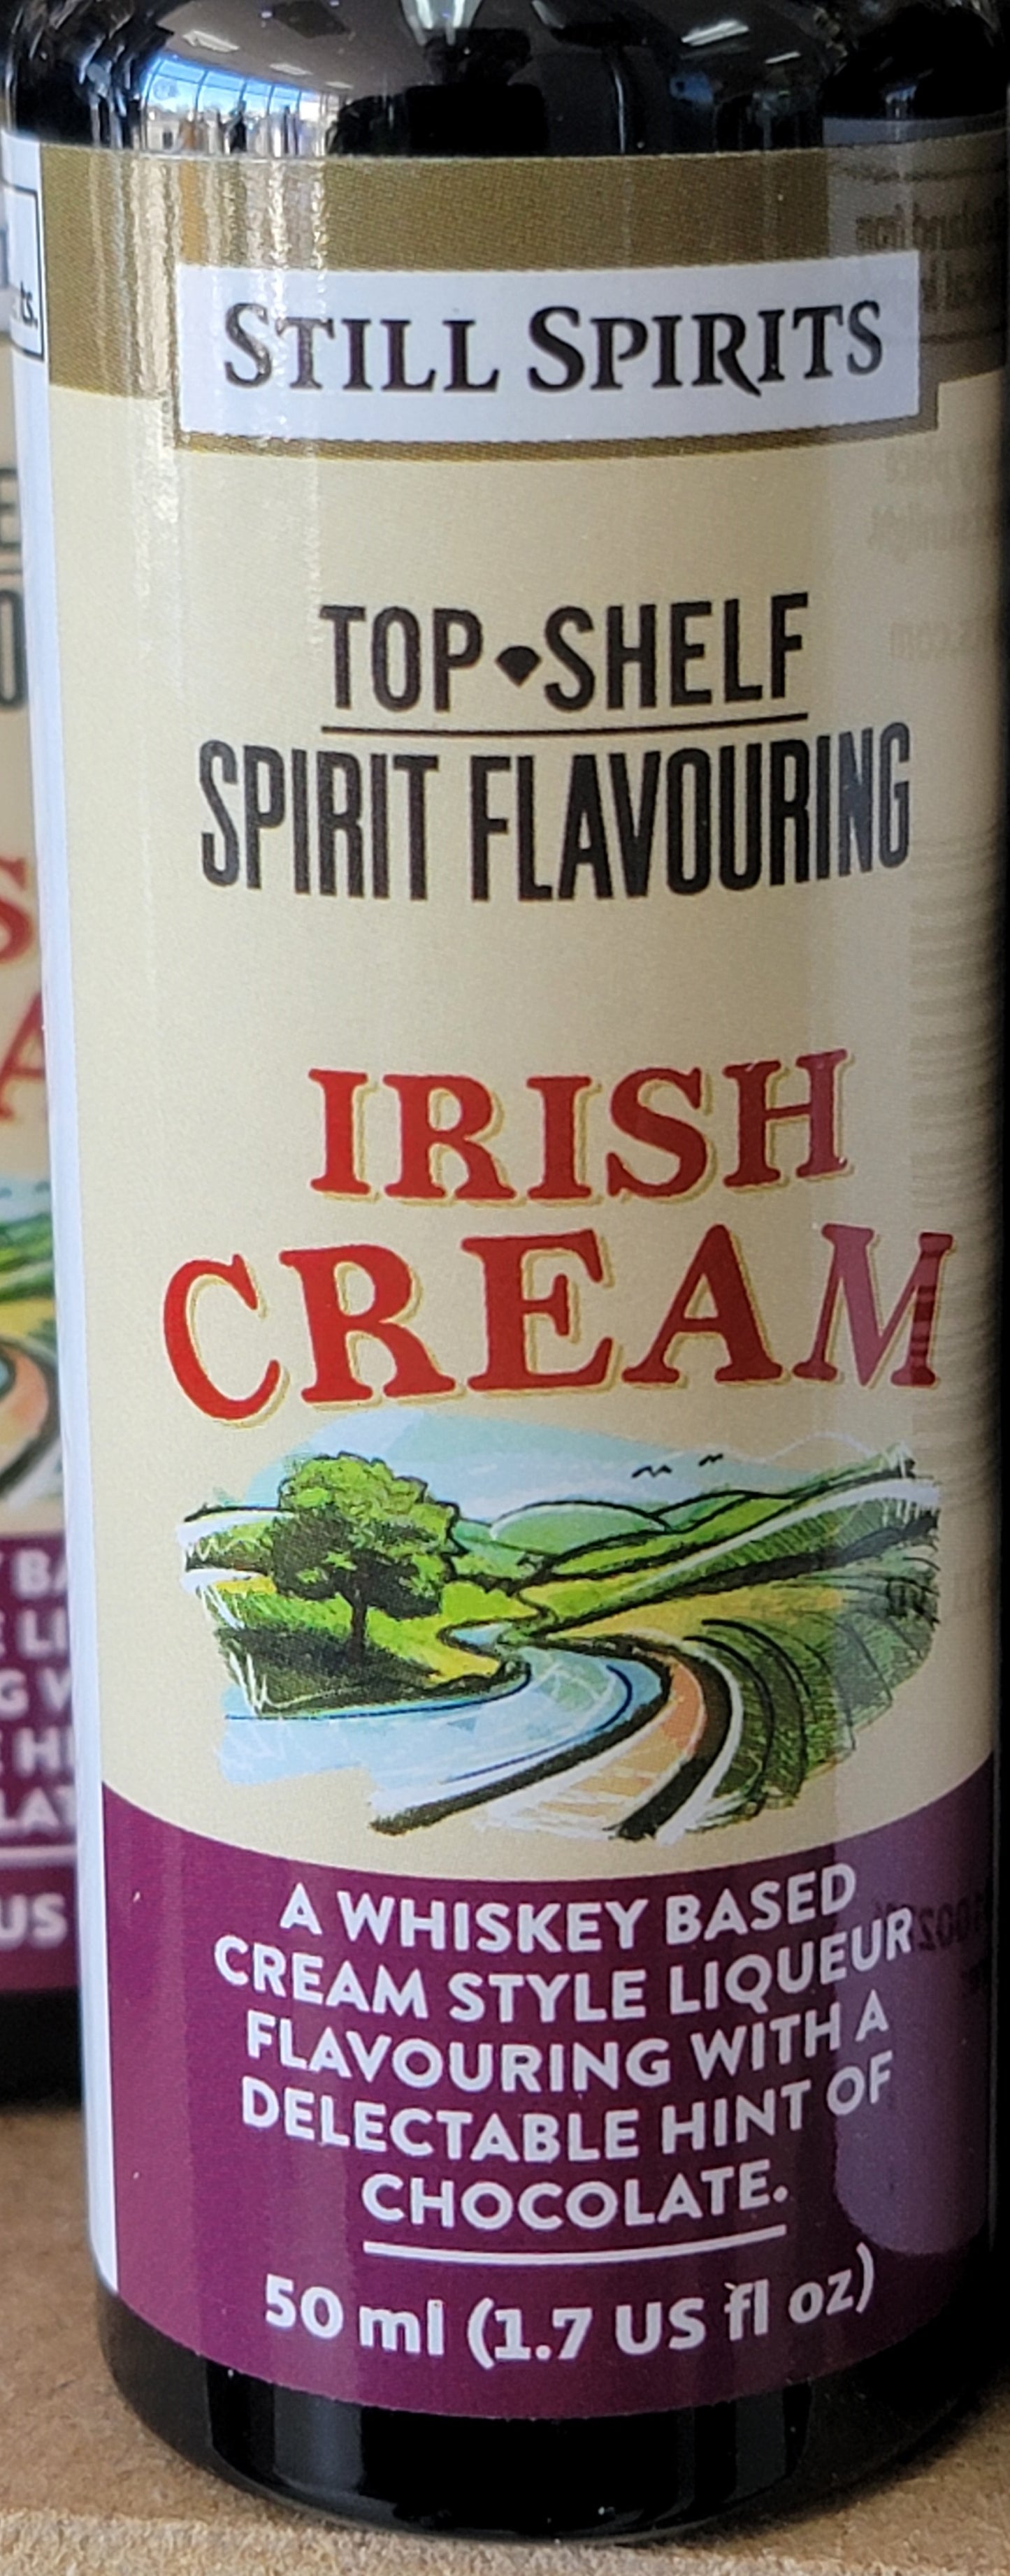 STILL SPIRITS
TOP◆SHELF
SPIRIT FLAVOURING
IRISH
CREAM
A WHISKEY BASED
CREAM STYLE LIQUEUR
FLAVOURING WITH A
DELECTABLE HINT OF
CHOCOLATE.
50 ml (1.7 US fl oz)